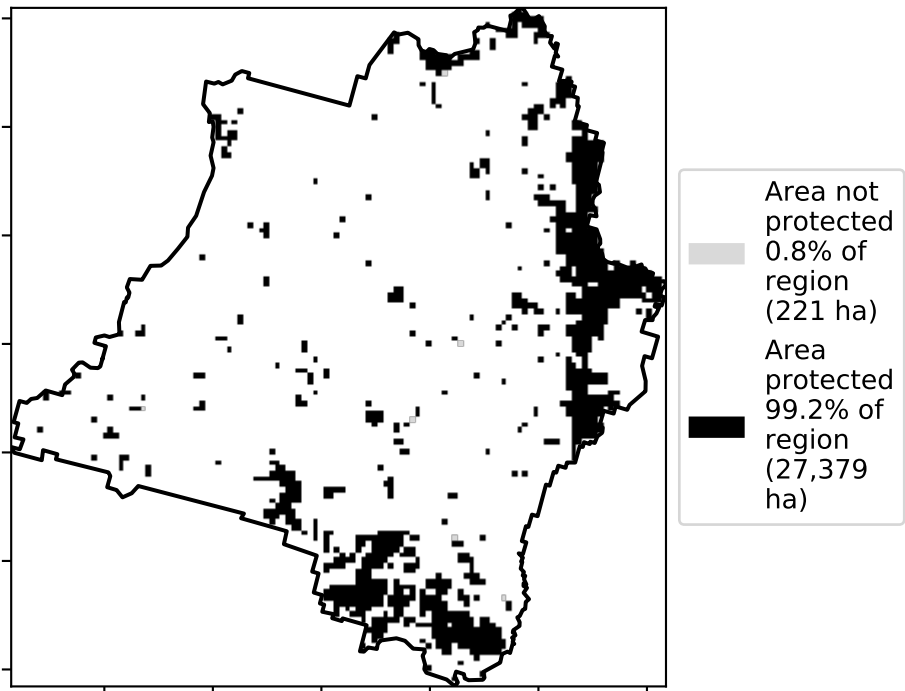 Area not
protected
0.8% of
region
(221 ha)
Area
protected
99.2% of
region
(27,379
ha)